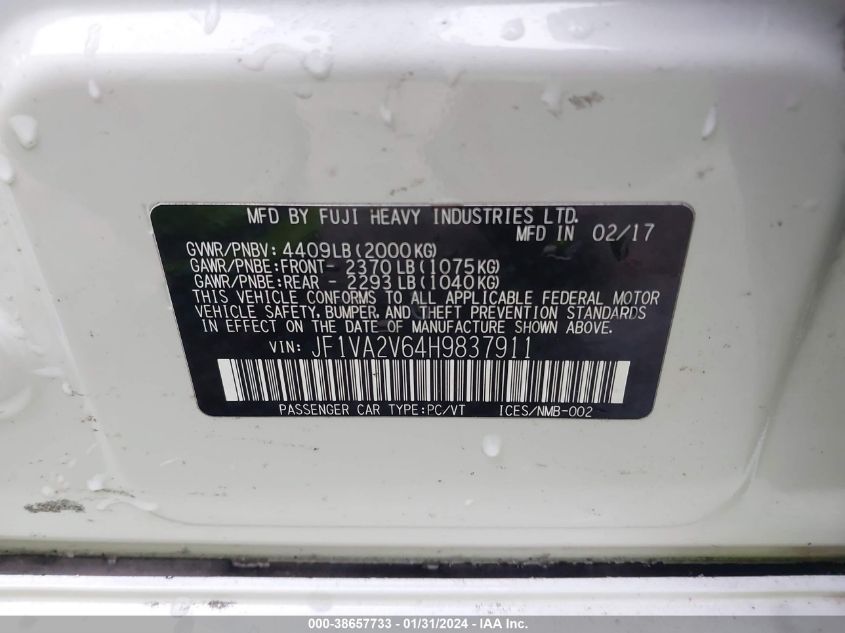 MFD BY FUJI HEAVY INDUSTRIES LTD.
MFD IN 02/17
GVWR/PNBV: 4409LB(2000KG)
GAWR/PNBE:FRONT- 2370LB(1075KG)
GAWR/PNBE:REAR - 2293LB(1040KG)
THIS VEHICLE CONFORMS TO ALL APPLICABLE FEDERAL MOTOR
VEHICLE SAFETY, BUMPER, AND THEFT PREVENTION STANDARDS
IN EFFECT ON THE DATE OF MANUFACTURE SHOWN ABOVE.
VIN: JF1VA2V64H9837911
PASSENGER CAR TYPE:PC/VT ICES/NMB-002
000-38657733 - 01/31/2024 - IAA Inc.